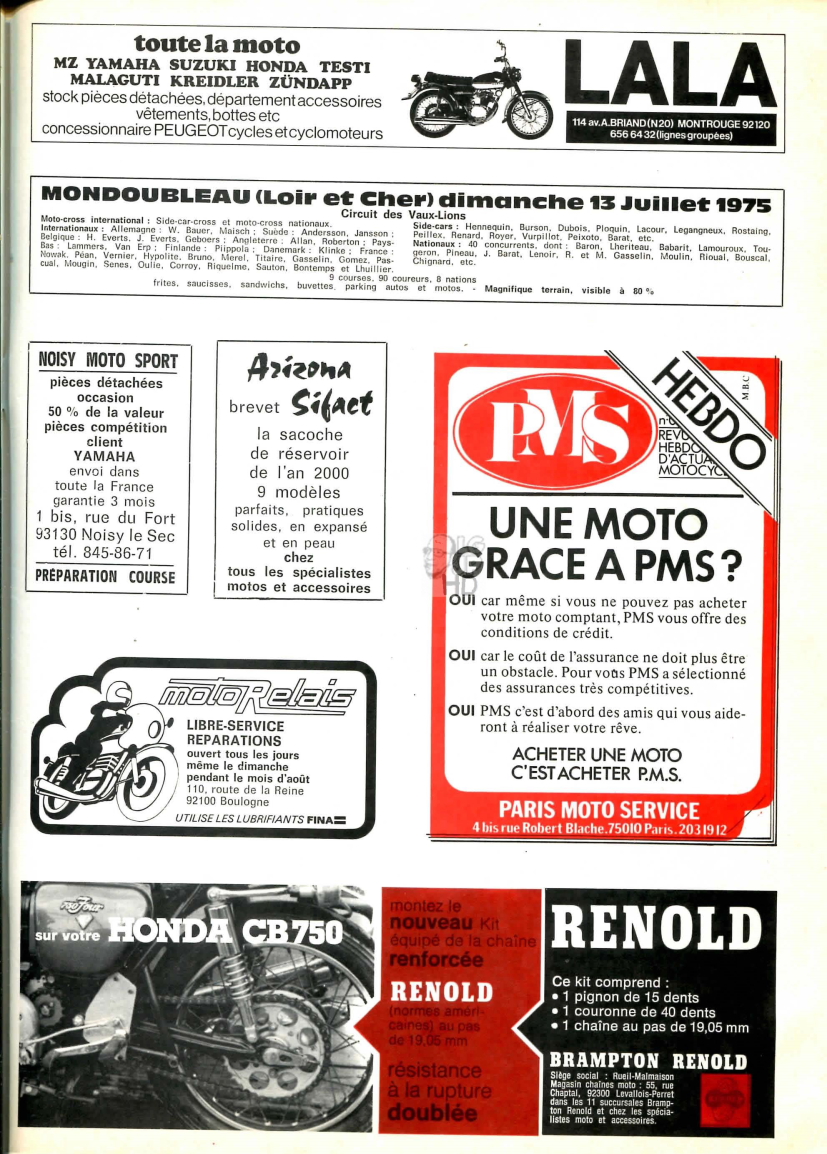 toute la moto
MZ YAMAHA SUZUKI HONDA TESTI
MALAGUTI KREIDLER ZÜNDAPP
stock pièces détachées, département accessoires
vêtements, bottes etc
concessionnaire PEUGEOT cycles et cyclomoteurs
LALA
114 av. A. BRIAND (N20) MONTROUGE 92120
656 64 32 (lignes groupées)
MONDOUBLEAU (Loir et Cher) dimanche 13 Juillet 1975
Circuit des Vaux-Lions
Moto-cross international : Side-car-cross et moto-cross nationaux.
Internationaux : Allemagne : W. Bauer, Maisch ; Suède : Andersson, Jansson ;
Belgique : H. Everts, J. Everts, Geboers ; Angleterre : Allan, Roberton ; Pays-
Bas : Lammers, Van Erp ; Finlande : Piippola ; Danemark : Klinke ; France :
Nowak, Péan, Vernier, Hypolite, Bruno, Merel, Titaire, Gasselin, Gomez, Pas-
cual, Mougin, Senes, Oulie, Corroy, Riquelme, Sauton, Bontemps et Lhuillier.
Side-cars : Hennequin, Burson, Dubois, Ploquin, Lacour, Legangneux, Rostaing,
Peillex, Renard, Royer, Vurpillot, Peixoto, Barat, etc.
Nationaux : 40 concurrents, dont : Baron, Lheriteau, Babarit, Lamouroux, Tou-
geron, Pineau, J. Barat, Lenoir, R. et M. Gasselin, Moulin, Rioual, Bouscal,
Chignard, etc.
9 courses, 90 coureurs, 8 nations
frites, saucisses, sandwichs, buvettes, parking autos et motos. - Magnifique terrain, visible à 80 %
NOISY MOTO SPORT
pièces détachées
occasion
50 % de la valeur
pièces compétition
client
YAMAHA
envoi dans
toute la France
garantie 3 mois
1 bis, rue du Fort
93130 Noisy le Sec
tél. 845-86-71
PRÉPARATION COURSE
Arizona
brevet Sifact
la sacoche
de réservoir
de l'an 2000
9 modèles
parfaits, pratiques
solides, en expansé
et en peau
chez
tous les spécialistes
motos et accessoires
PMS
HEBDO
M.B.C
REVU
HEBDO
D'ACTUA
MOTOCYC
UNE MOTO
GRACE A PMS ?
OUI car même si vous ne pouvez pas acheter
votre moto comptant, PMS vous offre des
conditions de crédit.
OUI car le coût de l'assurance ne doit plus être
un obstacle. Pour vous PMS a sélectionné
des assurances très compétitives.
OUI PMS c'est d'abord des amis qui vous aide-
ront à réaliser votre rêve.
ACHETER UNE MOTO
C'EST ACHETER P.M.S.
PARIS MOTO SERVICE
4 bis rue Robert Blache. 75010 Paris. 203 19 12
moto Relais
LIBRE-SERVICE
REPARATIONS
ouvert tous les jours
même le dimanche
pendant le mois d'août
110, route de la Reine
92100 Boulogne
UTILISE LES LUBRIFIANTS FINA
sur votre HONDA CB 750
montez le
nouveau Kit
équipé de la chaîne
renforcée
RENOLD
(normes améri-
caines) au pas
de 19,05 mm
résistance
à la rupture
doublée
RENOLD
Ce kit comprend :
• 1 pignon de 15 dents
• 1 couronne de 40 dents
• 1 chaîne au pas de 19,05 mm
BRAMPTON RENOLD
Siège social : Rueil-Malmaison
Magasin chaînes moto : 55, rue
Chaptal, 92300 Levallois-Perret
dans les 11 succursales Bramp-
ton Renold et chez les spécia-
listes moto et accessoires.